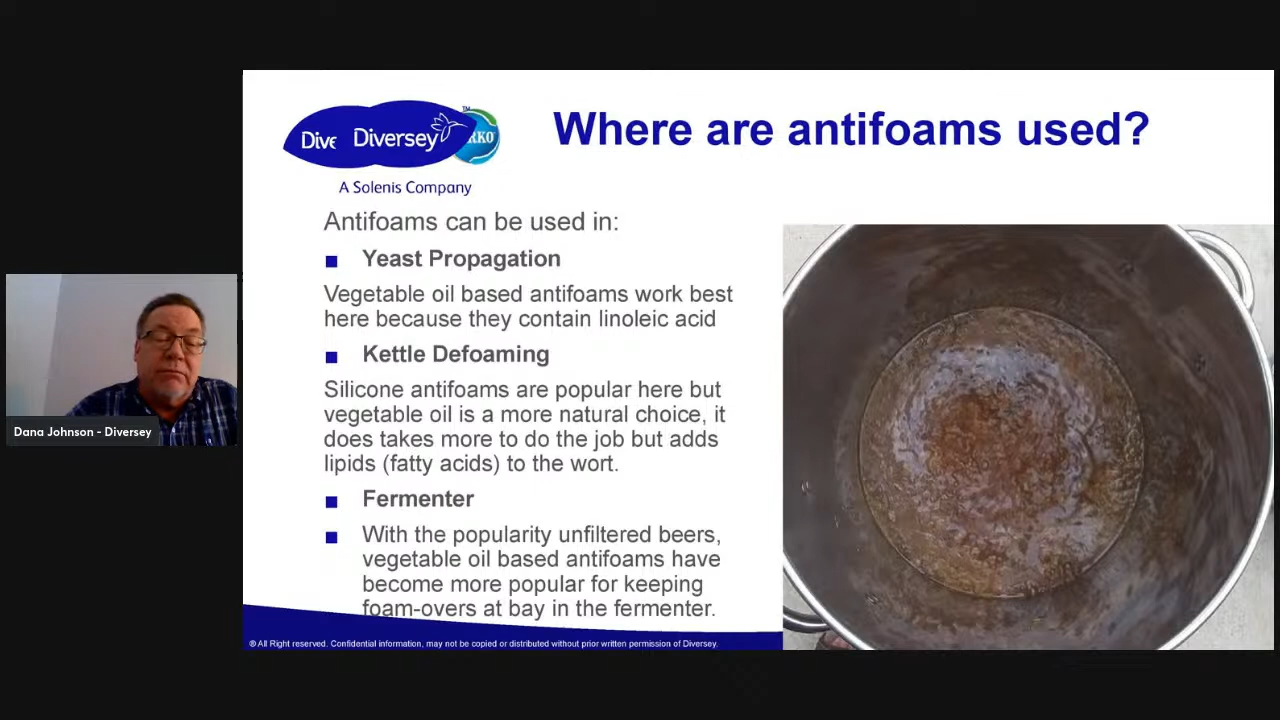 Where are antifoams used?
Dive
Diversey
RKO
TM
A Solenis Company
Antifoams can be used in:
Yeast Propagation
Vegetable oil based antifoams work best
here because they contain linoleic acid
Kettle Defoaming
Silicone antifoams are popular here but
vegetable oil is a more natural choice, it
does takes more to do the job but adds
lipids (fatty acids) to the wort.
Fermenter
With the popularity unfiltered beers,
vegetable oil based antifoams have
become more popular for keeping
foam-overs at bay in the fermenter.
® All Right reserved. Confidential information, may not be copied or distributed without prior written permission of Diversey.
Dana Johnson - Diversey